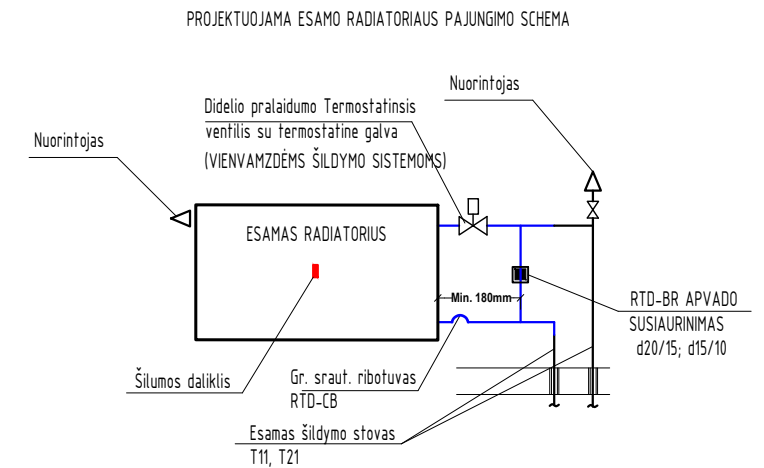 PROJEKTUOJAMA ESAMO RADIATORIAUS PAJUNGIMO SCHEMA
Nuorintojas
Didelio pralaidumo Termostatinsis
ventilis su termostatine galva
(VIENVAMZDĖMS ŠILDYMO SISTEMOMS)
Nuorintojas
ESAMAS RADIATORIUS
Min. 180mm
RTD-BR APVADO
SUSIAURINIMAS
d20/15; d15/10
Šilumos daliklis
Gr. sraut. ribotuvas
RTD-CB
Esamas šildymo stovas
T11, T21